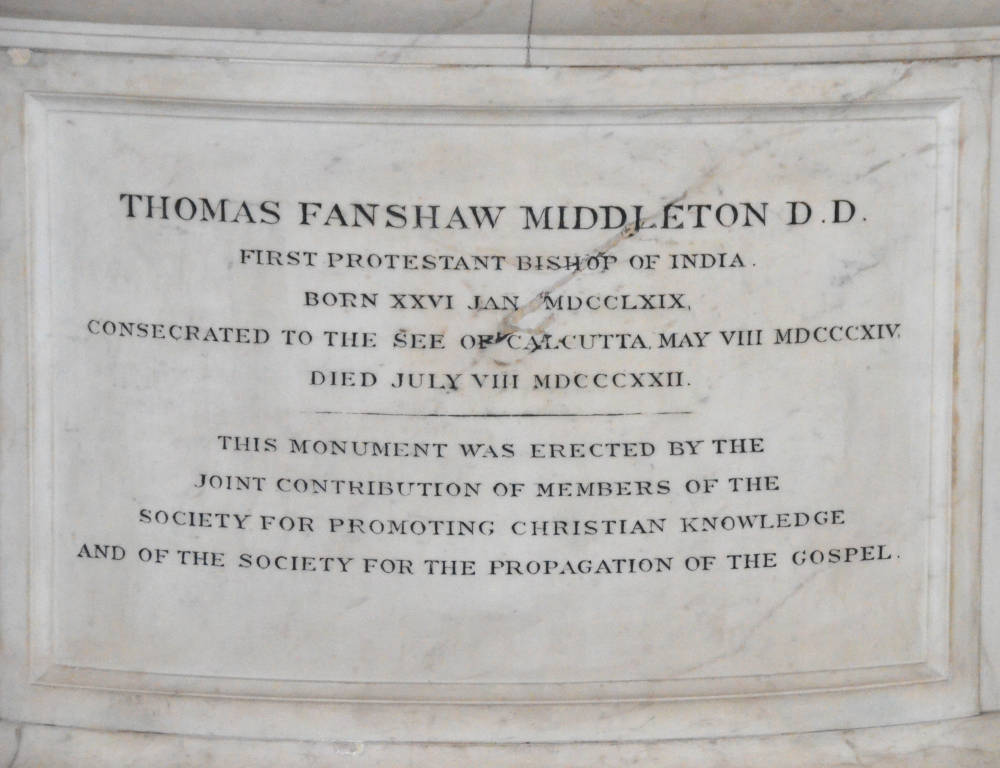 THOMAS FANSHAW MIDDLETON D.D.
FIRST PROTESTANT BISHOP OF INDIA.
BORN XXVI JAN MDCCLXIX,
CONSECRATED TO THE SEE OF CALCUTTA, MAY VIII MDCCCXIV,
DIED JULY VIII MDCCCXXII.
THIS MONUMENT WAS ERECTED BY THE
JOINT CONTRIBUTION OF MEMBERS OF THE
SOCIETY FOR PROMOTING CHRISTIAN KNOWLEDGE
AND OF THE SOCIETY FOR THE PROPAGATION OF THE GOSPEL.